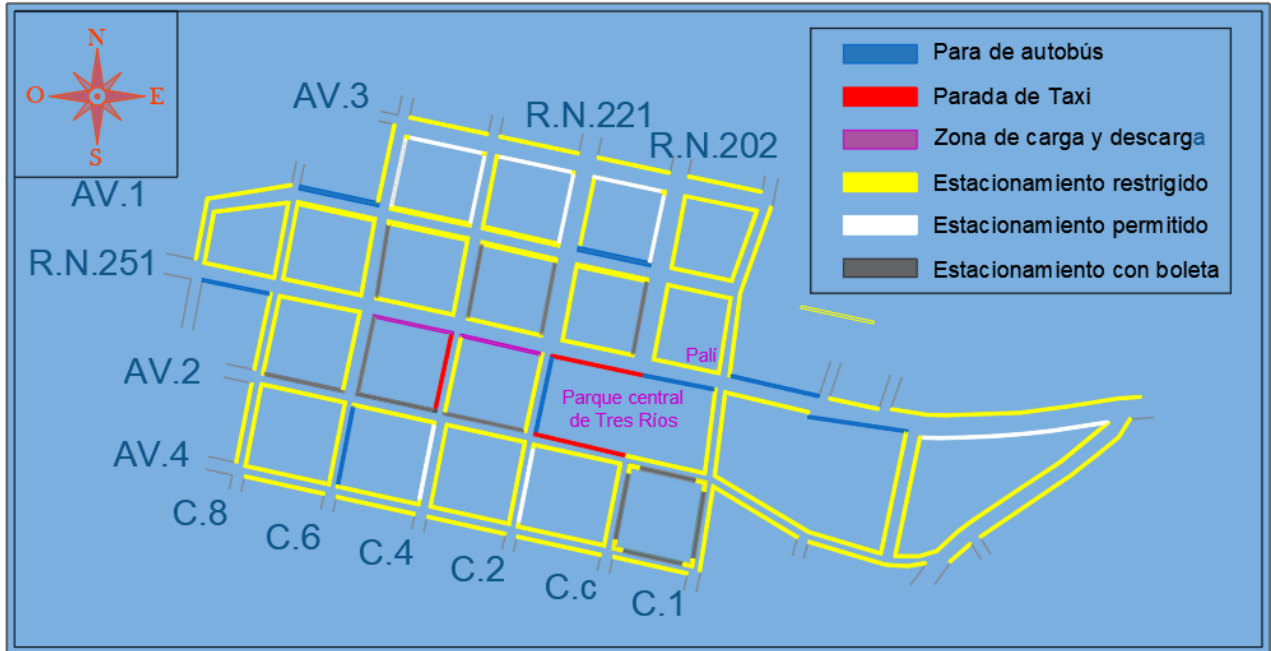 N
O
E
S
AV.3
R.N.221
R.N.202
AV.1
R.N.251
AV.2
AV.4
C.8
C.6
C.4
C.2
C.c
C.1
Palí
Parque central
de Tres Ríos
Para de autobús
Parada de Taxi
Zona de carga y descarga
Estacionamiento restrigido
Estacionamiento permitido
Estacionamiento con boleta